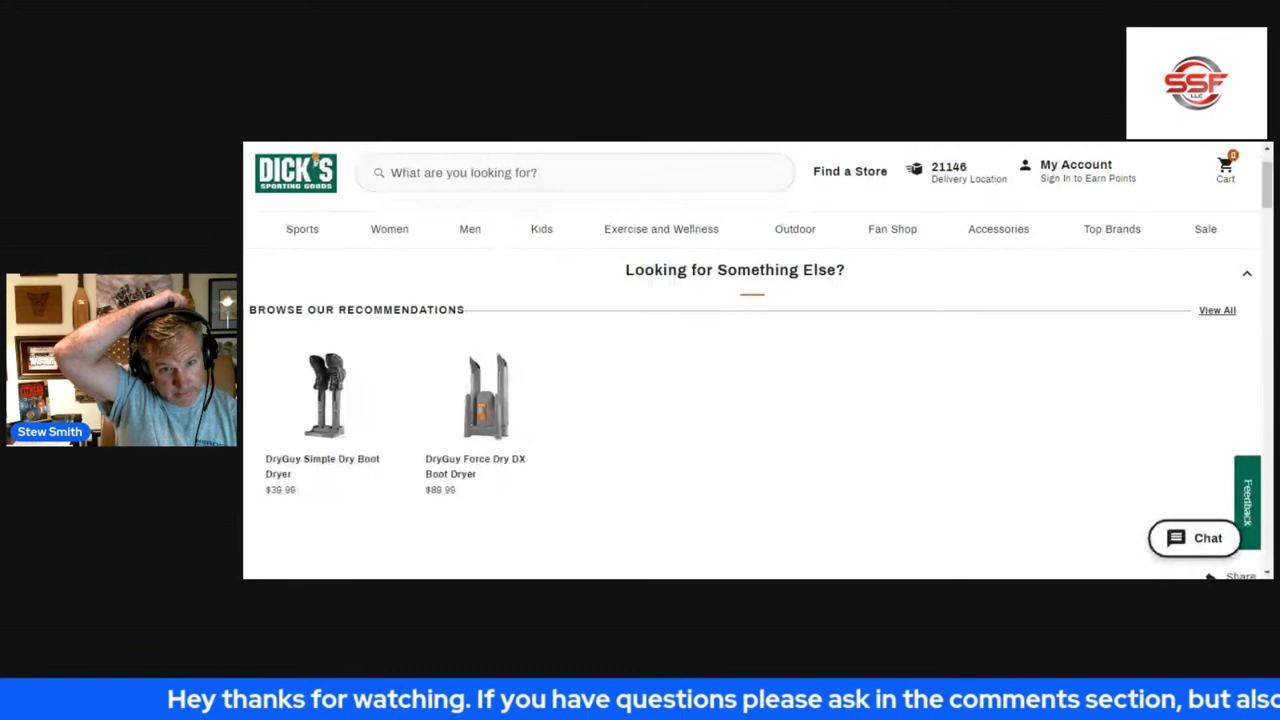 SSF
LLC
DICK'S
SPORTING GOODS
What are you looking for?
Find a Store
21146
Delivery Location
My Account
Sign In to Earn Points
0
Cart
Sports
Women
Men
Kids
Exercise and Wellness
Outdoor
Fan Shop
Accessories
Top Brands
Sale
Looking for Something Else?
BROWSE OUR RECOMMENDATIONS
View All
DryGuy Simple Dry Boot
Dryer
$39.99
DryGuy Force Dry DX
Boot Dryer
$89.99
Stew Smith
Feedback
Chat
Share
Hey thanks for watching. If you have questions please ask in the comments section, but also